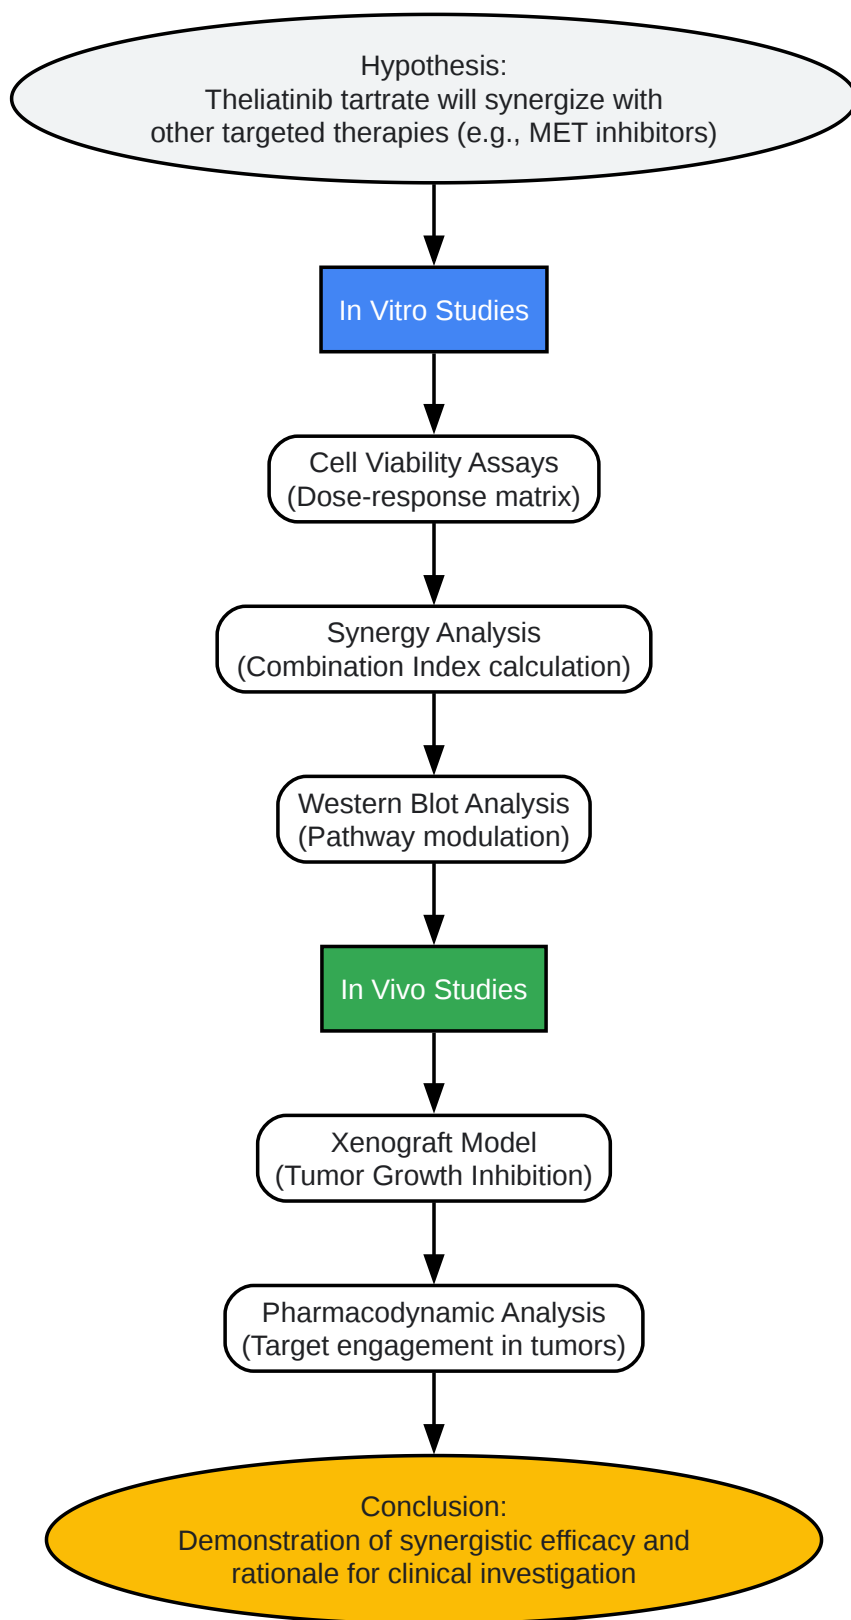 Hypothesis:
Theliatinib tartrate will synergize with
other targeted therapies (e.g., MET inhibitors)
In Vitro Studies
Cell Viability Assays
(Dose-response matrix)
Synergy Analysis
(Combination Index calculation)
Western Blot Analysis
(Pathway modulation)
In Vivo Studies
Xenograft Model
(Tumor Growth Inhibition)
Pharmacodynamic Analysis
(Target engagement in tumors)
Conclusion:
Demonstration of synergistic efficacy and
rationale for clinical investigation